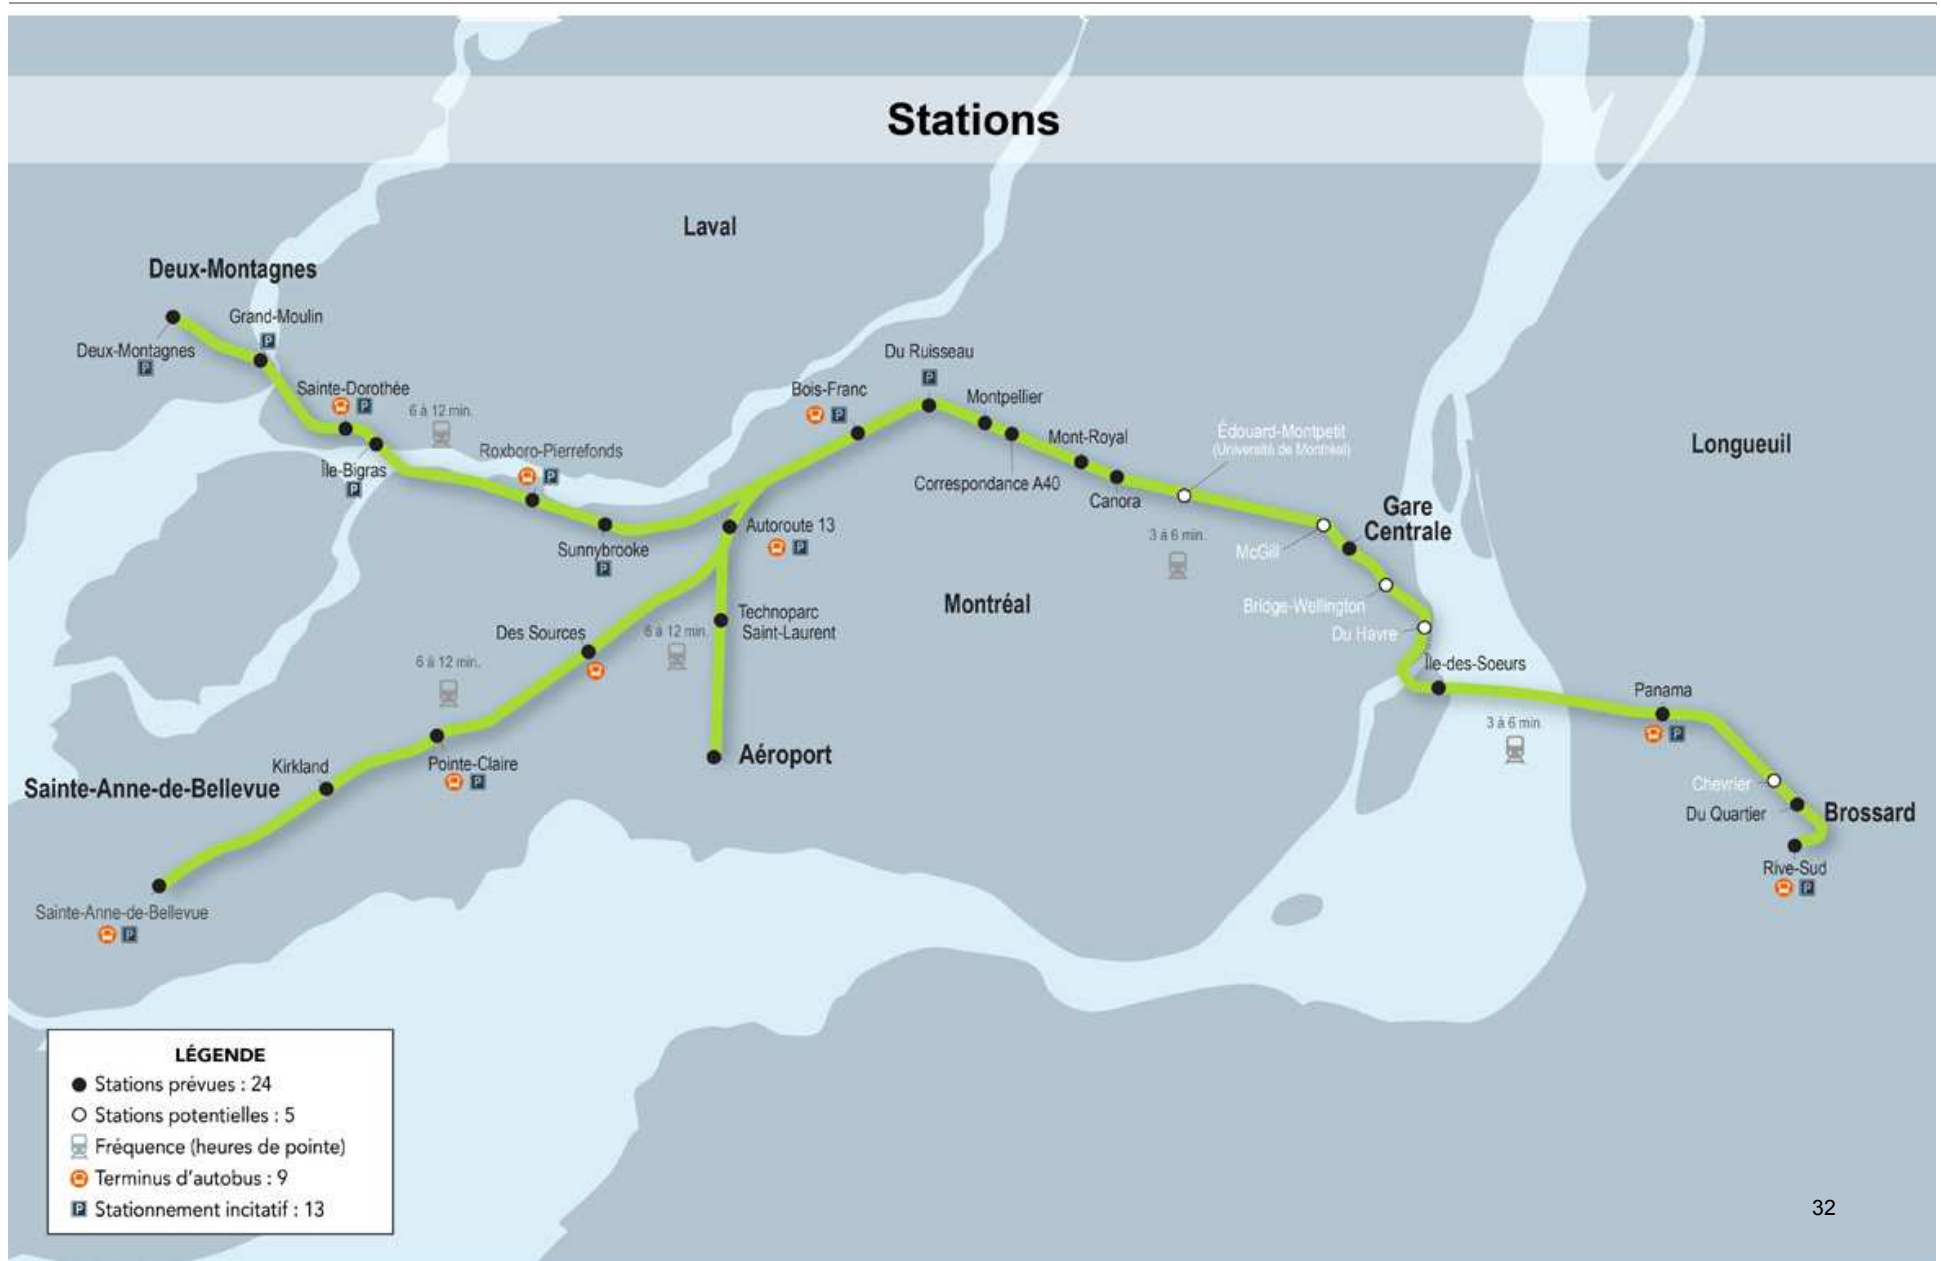 Stations
Laval
Deux-Montagnes
Grand-Moulin
P
Deux-Montagnes
P
Sainte-Dorothée
P
6 à 12 min.
Île-Bigras
P
Roxboro-Pierrefonds
P
Sunnybrooke
P
Bois-Franc
P
Du Ruisseau
P
Montpellier
Correspondance A40
Mont-Royal
Canora
Édouard-Montpetit
(Université de Montréal)
3 à 6 min.
McGill
Gare
Centrale
Longueuil
Autoroute 13
P
Technoparc
Saint-Laurent
Montréal
Bridge-Wellington
Du Havre
Île-des-Soeurs
Des Sources
6 à 12 min.
6 à 12 min.
Aéroport
Panama
P
3 à 6 min.
Kirkland
Pointe-Claire
P
Sainte-Anne-de-Bellevue
Chevrier
Du Quartier
Brossard
Rive-Sud
P
Sainte-Anne-de-Bellevue
P
LÉGENDE
Stations prévues : 24
Stations potentielles : 5
Fréquence (heures de pointe)
Terminus d'autobus : 9
P Stationnement incitatif : 13
32